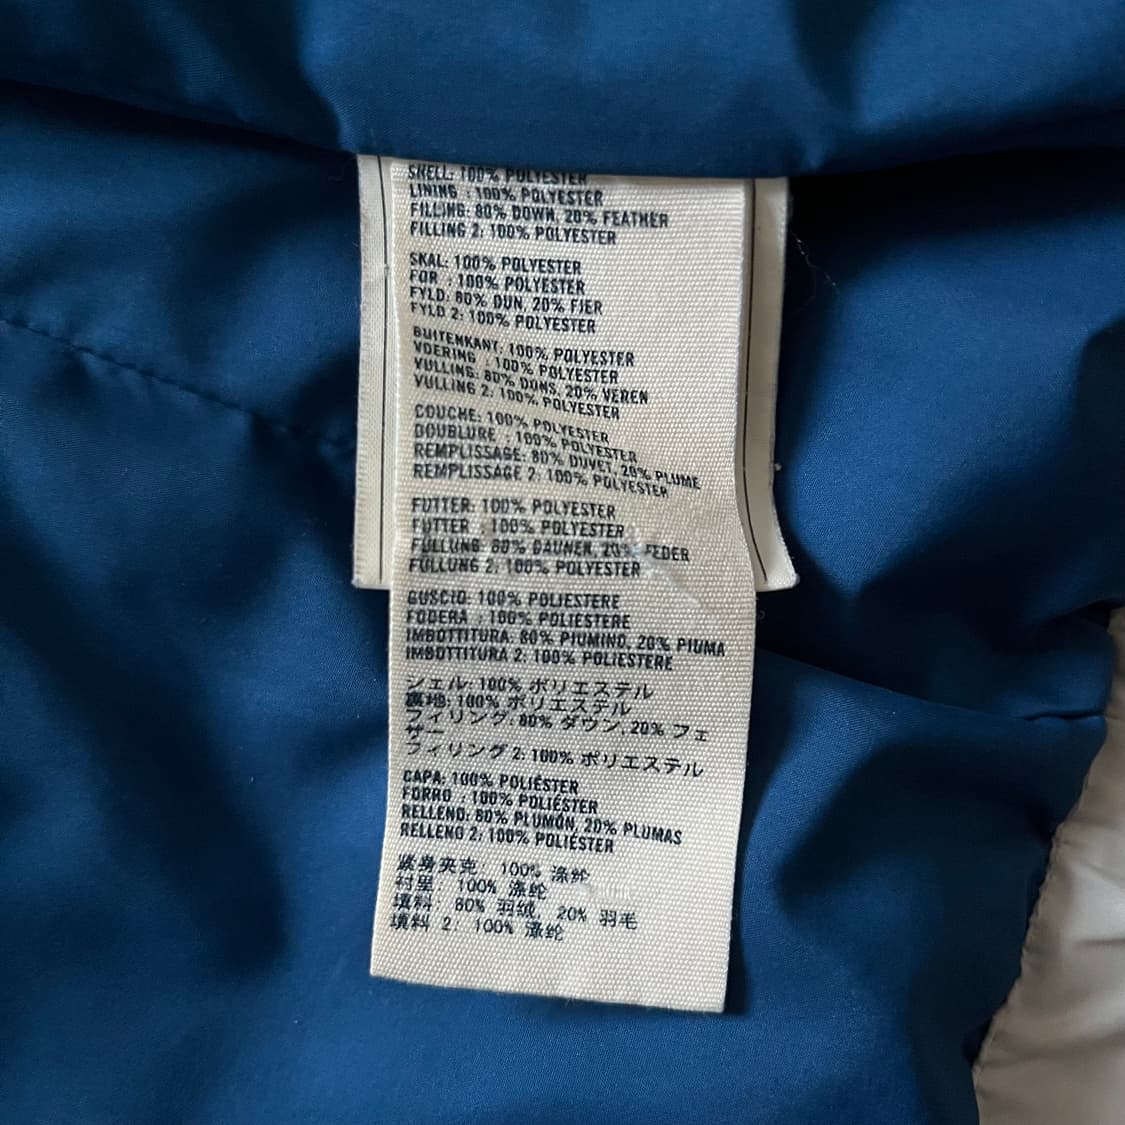 SHELL: 100% POLYESTER
LINING : 100% POLYESTER
FILLING: 80% DOWN, 20% FEATHER
FILLING 2: 100% POLYESTER
SKAL: 100% POLYESTER
FOR : 100% POLYESTER
FYLD: 80% DUN, 20% FJER
FYLD 2: 100% POLYESTER
BUITENKANT: 100% POLYESTER
VOERING : 100% POLYESTER
VULLING: 80% DONS, 20% VEREN
VULLING 2: 100% POLYESTER
COUCHE: 100% POLYESTER
DOUBLURE : 100% POLYESTER
REMPLISSAGE: 80% DUVET, 20% PLUME
REMPLISSAGE 2: 100% POLYESTER
FUTTER: 100% POLYESTER
FUTTER : 100% POLYESTER
FÜLLUNG: 80% DAUNEN, 20% FEDER
FÜLLUNG 2: 100% POLYESTER
GUSCIO: 100% POLIESTERE
FODERA : 100% POLIESTERE
IMBOTTITURA: 80% PIUMINO, 20% PIUMA
IMBOTTITURA 2: 100% POLIESTERE
シェル: 100% ポリエステル
裏地: 100% ポリエステル
フィリング: 80% ダウン, 20% フェ
ザー
フィリング 2: 100% ポリエステル
CAPA: 100% POLIÉSTER
FORRO : 100% POLIÉSTER
RELLENO: 80% PLUMÓN, 20% PLUMAS
RELLENO 2: 100% POLIÉSTER
紧身夹克: 100% 涤纶
衬里: 100% 涤纶
填料: 80% 羽绒, 20% 羽毛
填料 2: 100% 涤纶